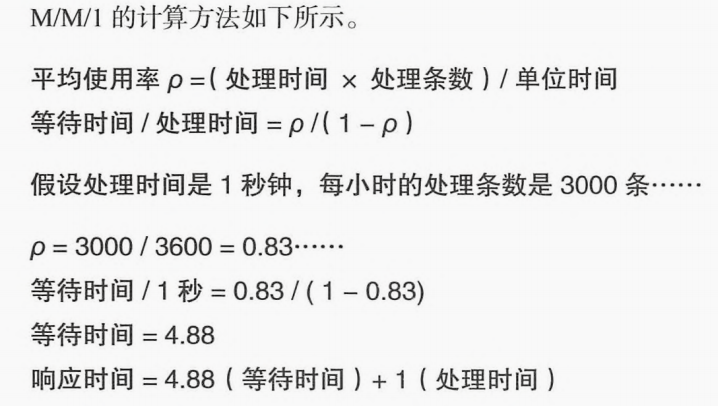 M/M/1 的计算方法如下所示。
平均使用率 ρ =( 处理时间 × 处理条数 ) / 单位时间
等待时间 / 处理时间 = ρ /( 1 − ρ )
假设处理时间是 1 秒钟，每小时的处理条数是 3000 条……
ρ = 3000 / 3600 = 0.83……
等待时间 / 1 秒 = 0.83 / ( 1 − 0.83)
等待时间 = 4.88
响应时间 = 4.88 ( 等待时间 ) + 1 ( 处理时间 )